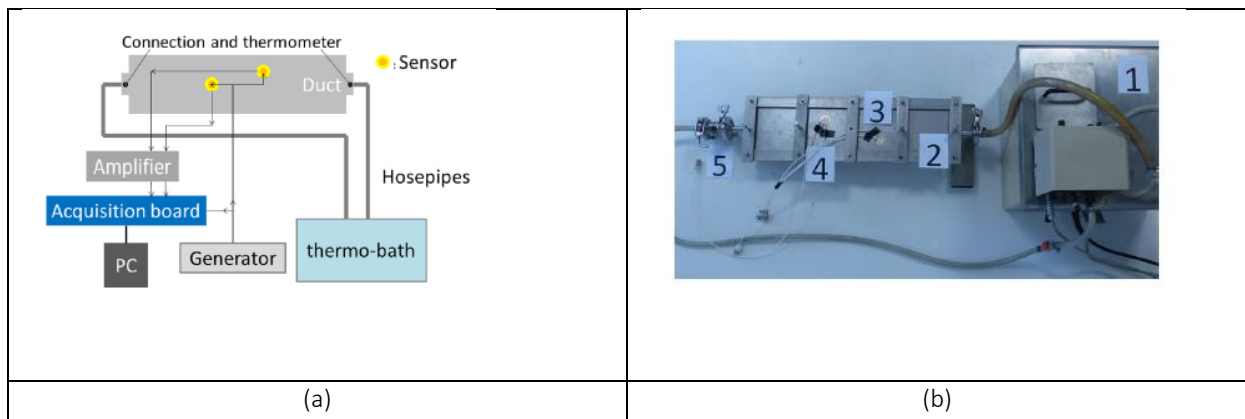 Connection and thermometer
: Sensor
Duct
Amplifier
Hosepipes
Acquisition board
thermo-bath
Generator
PC
1
3
2
4
5
(a)
(b)